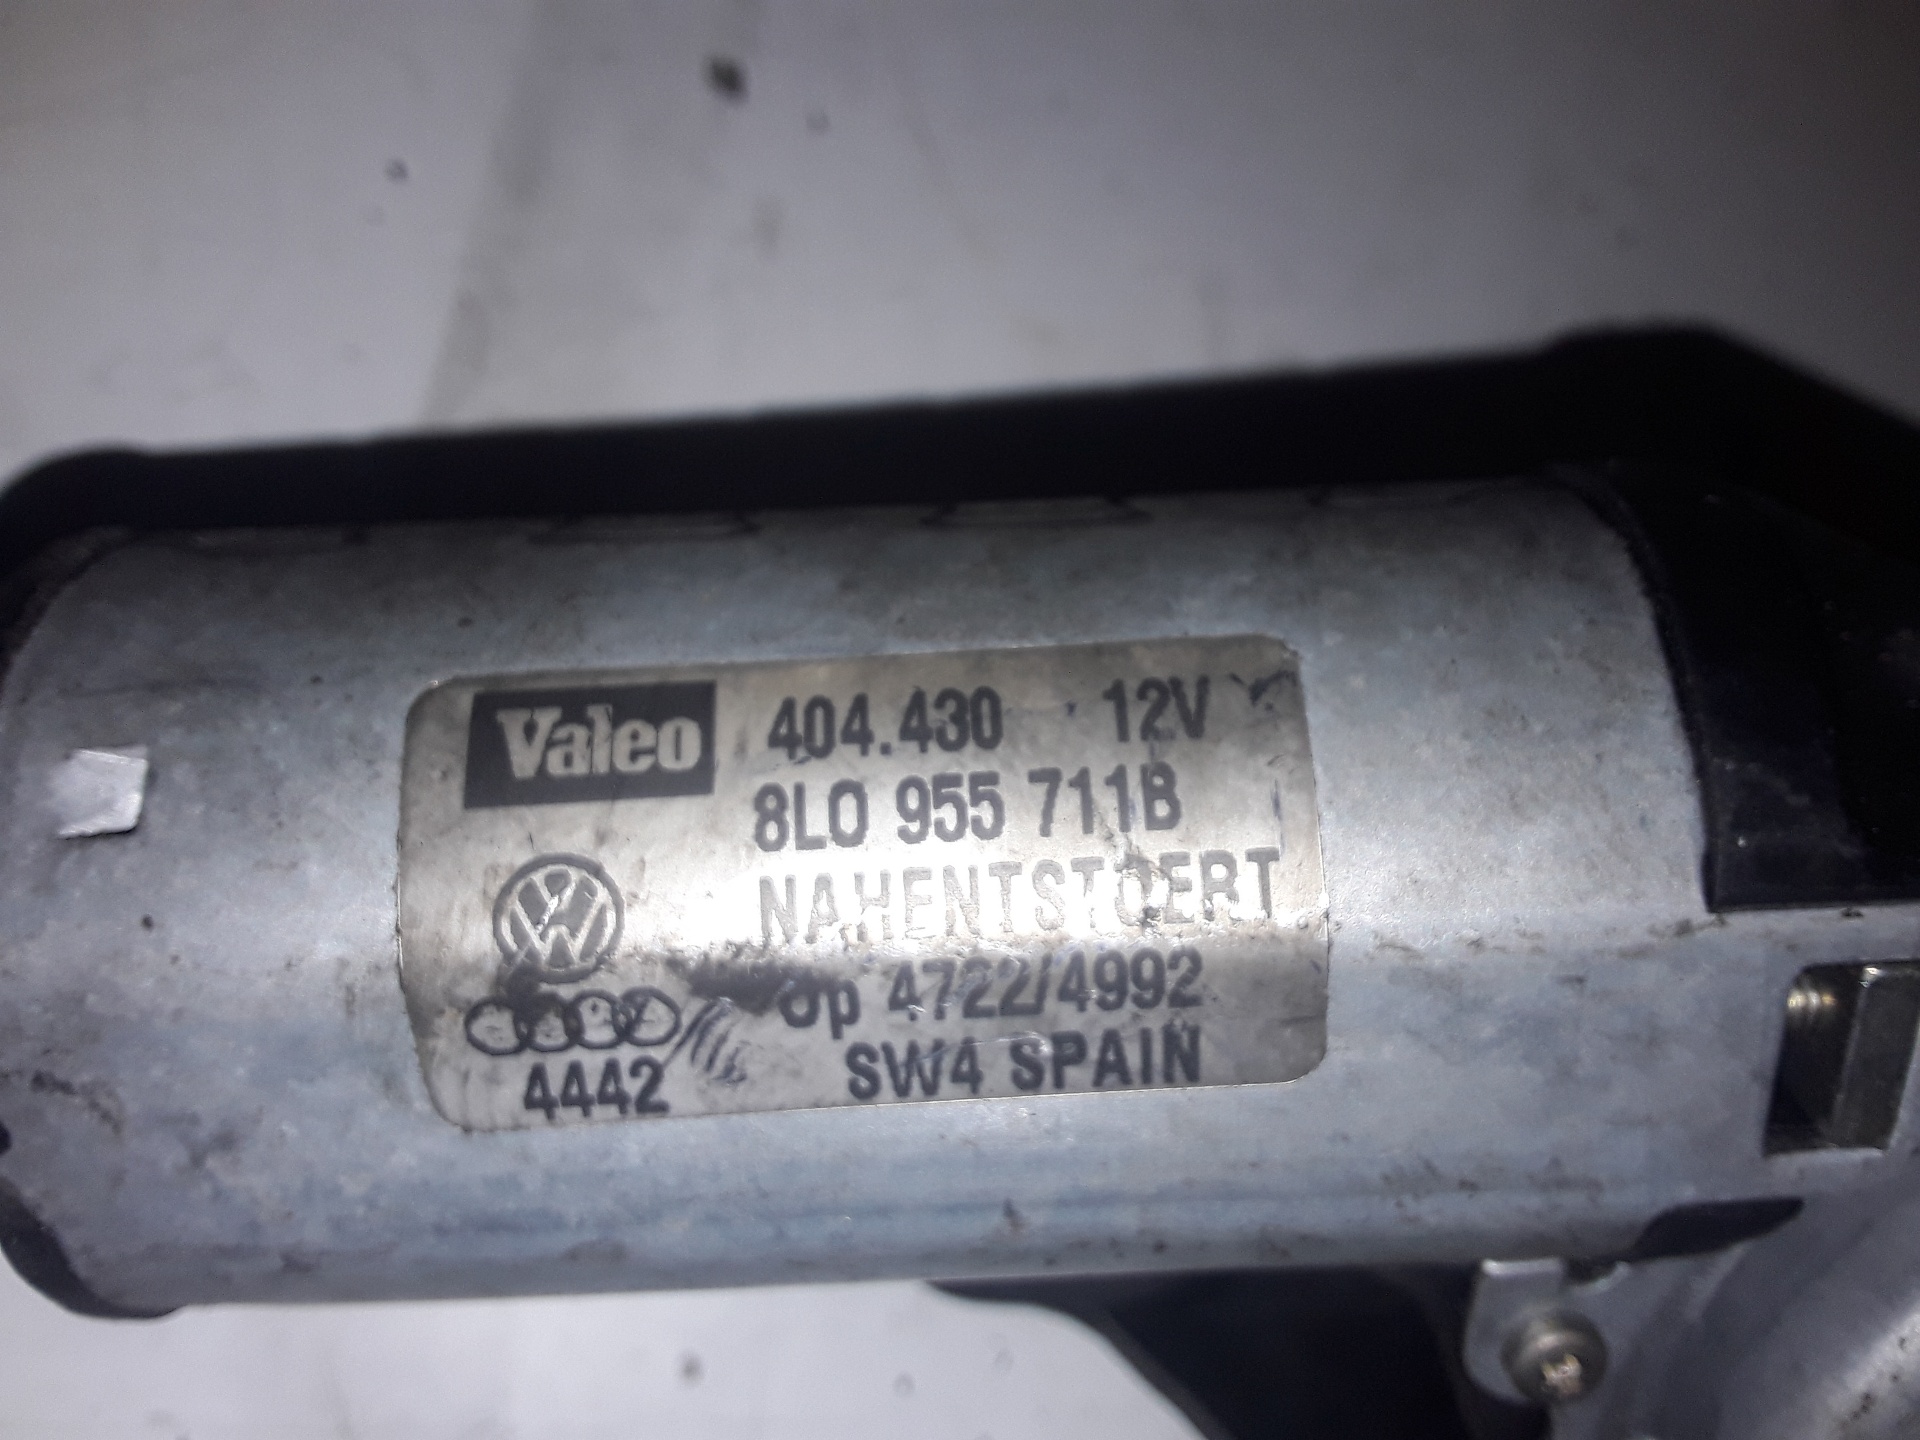 Valeo 404.430 12V
8L0 955 711B
NAHENTSTOERT
Op 4722/4992
4442 SW4 SPAIN